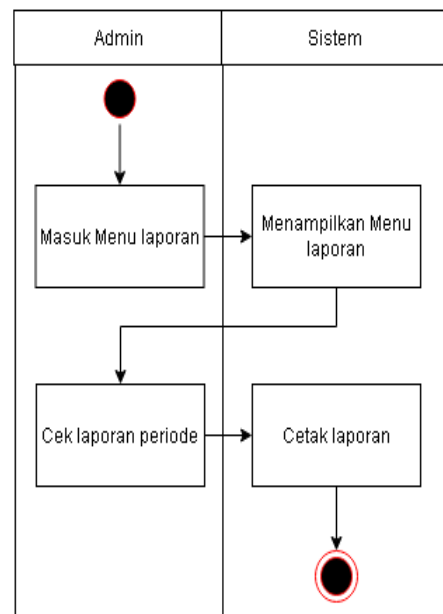 Admin
Sistem
Masuk Menu laporan
Menampilkan Menu
laporan
Cek laporan periode
Cetak laporan